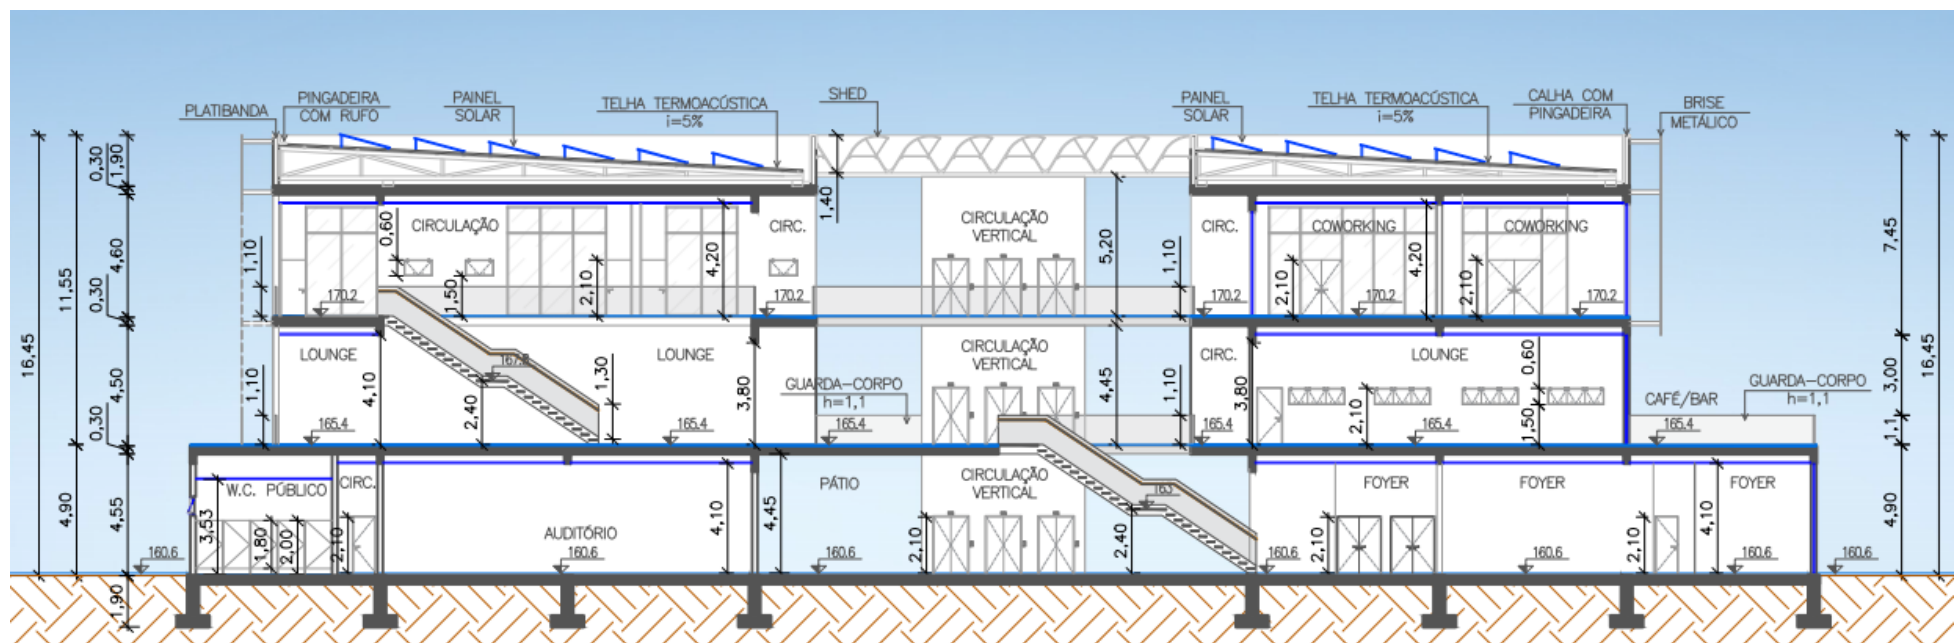 PLATIBANDA
PINGADEIRA
COM RUFO
PAINEL
SOLAR
TELHA TERMOACÚSTICA
i=5%
SHED
PAINEL
SOLAR
TELHA TERMOACÚSTICA
i=5%
CALHA COM
PINGADEIRA
BRISE
METÁLICO
16,45
11,55
4,90
0,30
1,90
4,60
0,30
4,50
0,30
4,55
1,90
1,10
1,10
CIRCULAÇÃO
0,60
1,50
2,10
4,20
CIRC.
1,40
CIRCULAÇÃO
VERTICAL
5,20
1,10
CIRC.
COWORKING
COWORKING
2,10
4,20
2,10
170.2
170.2
170.2
170.2
170.2
LOUNGE
4,10
167.8
2,40
1,30
LOUNGE
3,80
GUARDA-CORPO
h=1,1
CIRCULAÇÃO
VERTICAL
4,45
1,10
CIRC.
3,80
LOUNGE
2,10
0,60
1,50
CAFÉ/BAR
GUARDA-CORPO
h=1,1
165.4
165.4
165.4
165.4
165.4
165.4
W.C. PÚBLICO
CIRC.
3,53
1,80
2,00
2,10
AUDITÓRIO
4,10
4,45
PÁTIO
CIRCULAÇÃO
VERTICAL
2,10
2,40
163
FOYER
FOYER
FOYER
2,10
2,10
4,10
160.6
160.6
160.6
160.6
160.6
160.6
160.6
7,45
3,00
1,1
4,90
16,45